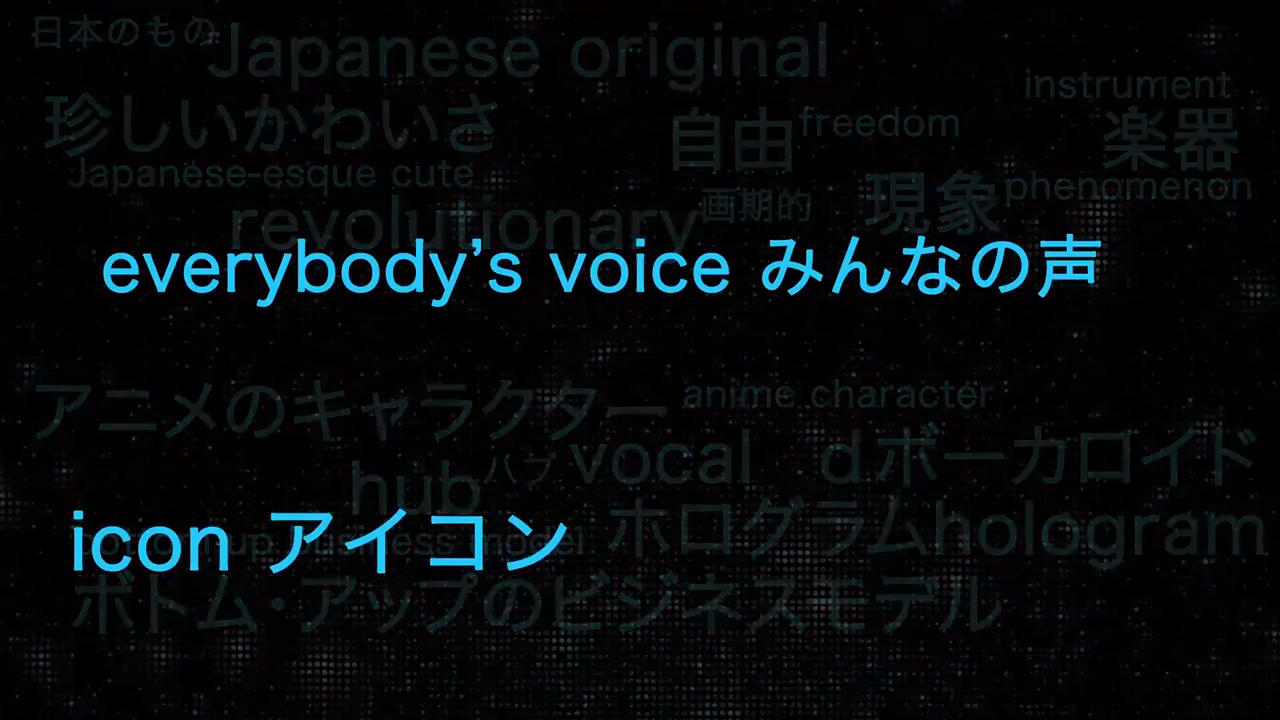 日本のもの
Japanese original
instrument
珍しいかわいさ
自由 freedom
楽器
Japanese-esque cute
現象 phenomenon
revolutionary 画期的
everybody’s voice みんなの声
アニメのキャラクター anime character
vocal
ボーカロイド
hub ハブ
icon アイコン
ホログラム hologram
ボトム・アップのビジネスモデル